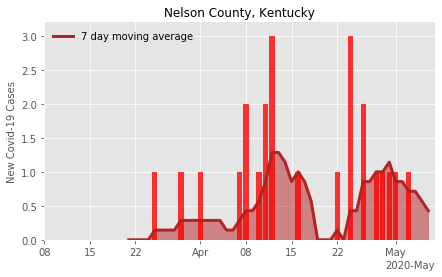 Nelson County, Kentucky
7 day moving average
New Covid-19 Cases
3.0
2.5
2.0
1.5
1.0
0.5
0.0
08 15 22 Apr 08 15 22 May
2020-May